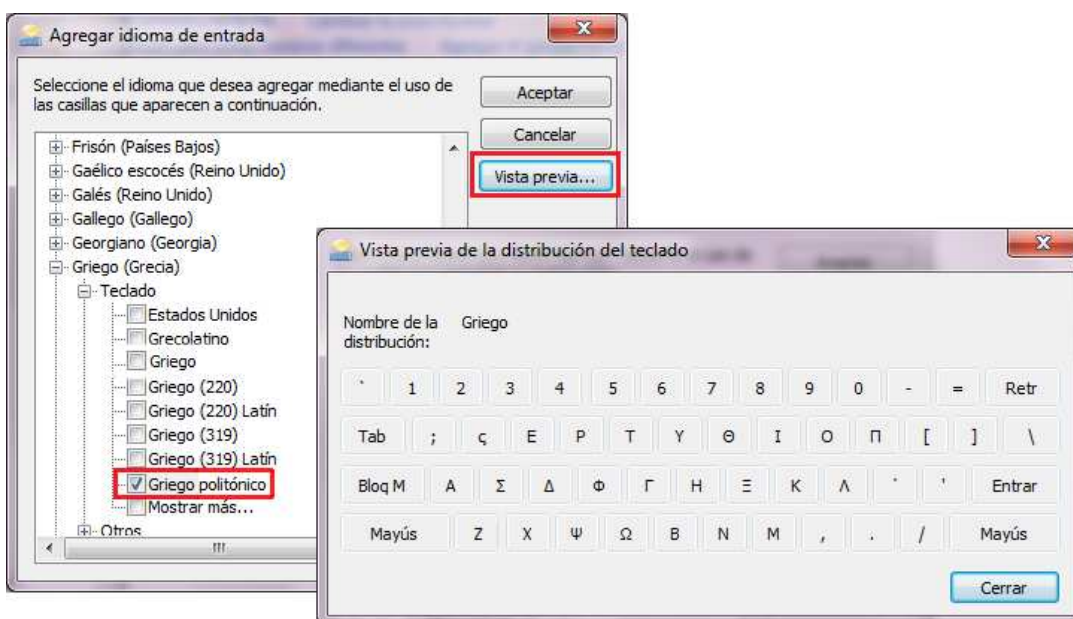 Agregar idioma de entrada
Seleccione el idioma que desea agregar mediante el uso de
las casillas que aparecen a continuación.
Aceptar
Cancelar
Vista previa...
Frisón (Países Bajos)
Gaélico escocés (Reino Unido)
Galés (Reino Unido)
Gallego (Gallego)
Georgiano (Georgia)
Griego (Grecia)
Teclado
Estados Unidos
Grecolatino
Griego
Griego (220)
Griego (220) Latín
Griego (319)
Griego (319) Latín
Griego politónico
Mostrar más...
Otros
Vista previa de la distribución del teclado
Nombre de la Griego
distribución:
` 1 2 3 4 5 6 7 8 9 0 - = Retr
Tab ; ς Ε Ρ Τ Υ Θ Ι Ο Π [ ] \
Bloq M Α Σ Δ Φ Γ Η Ξ Κ Λ ΄ ' Entrar
Mayús Ζ Χ Ψ Ω Β Ν Μ , . / Mayús
Cerrar